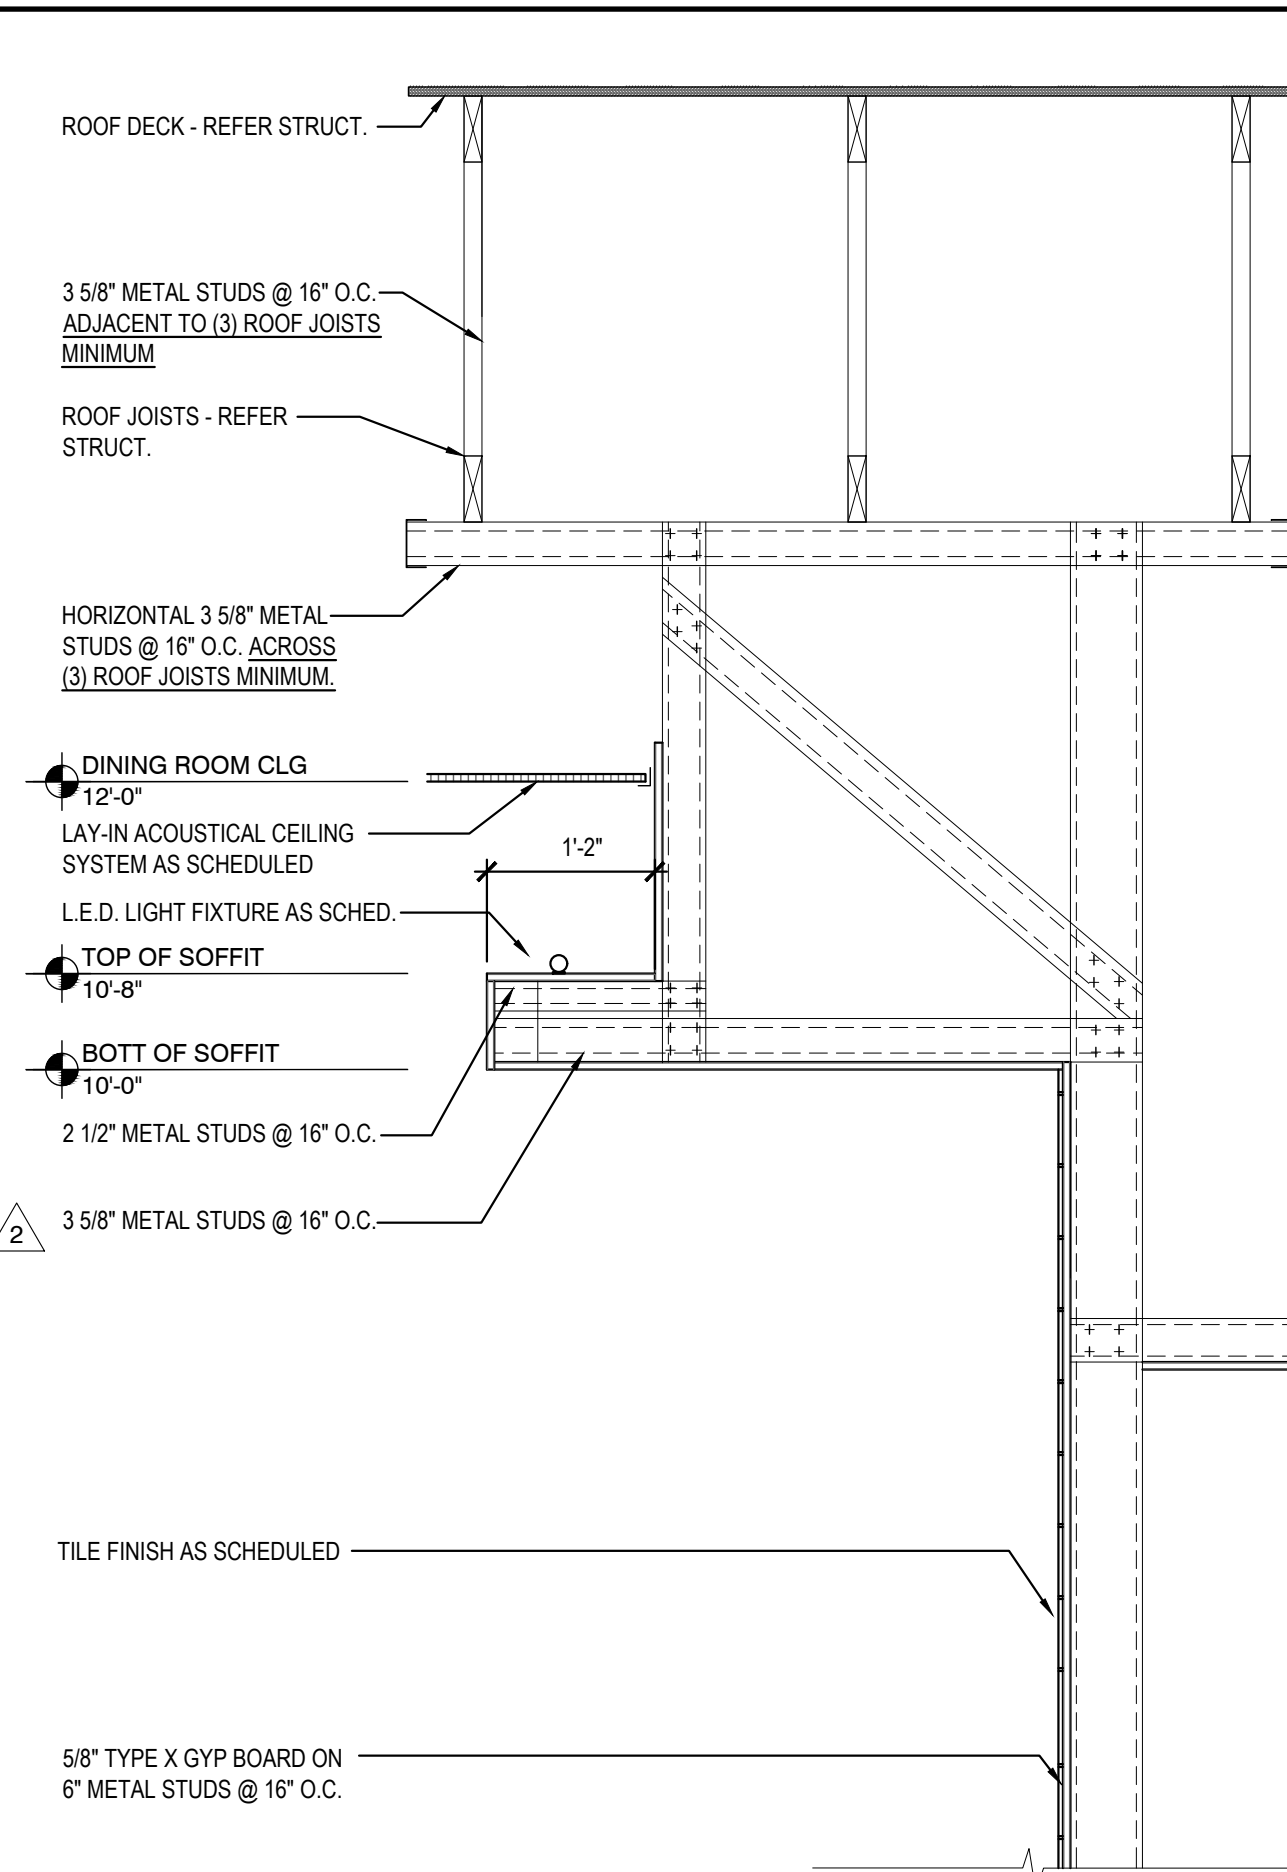 ROOF DECK - REFER STRUCT.
3 5/8" METAL STUDS @ 16" O.C.
ADJACENT TO (3) ROOF JOISTS
MINIMUM
ROOF JOISTS - REFER
STRUCT.
HORIZONTAL 3 5/8" METAL
STUDS @ 16" O.C. ACROSS
(3) ROOF JOISTS MINIMUM.
DINING ROOM CLG
12'-0"
LAY-IN ACOUSTICAL CEILING
SYSTEM AS SCHEDULED
1'-2"
L.E.D. LIGHT FIXTURE AS SCHED.
TOP OF SOFFIT
10'-8"
BOTT OF SOFFIT
10'-0"
2 1/2" METAL STUDS @ 16" O.C.
3 5/8" METAL STUDS @ 16" O.C.
2
TILE FINISH AS SCHEDULED
5/8" TYPE X GYP BOARD ON
6" METAL STUDS @ 16" O.C.